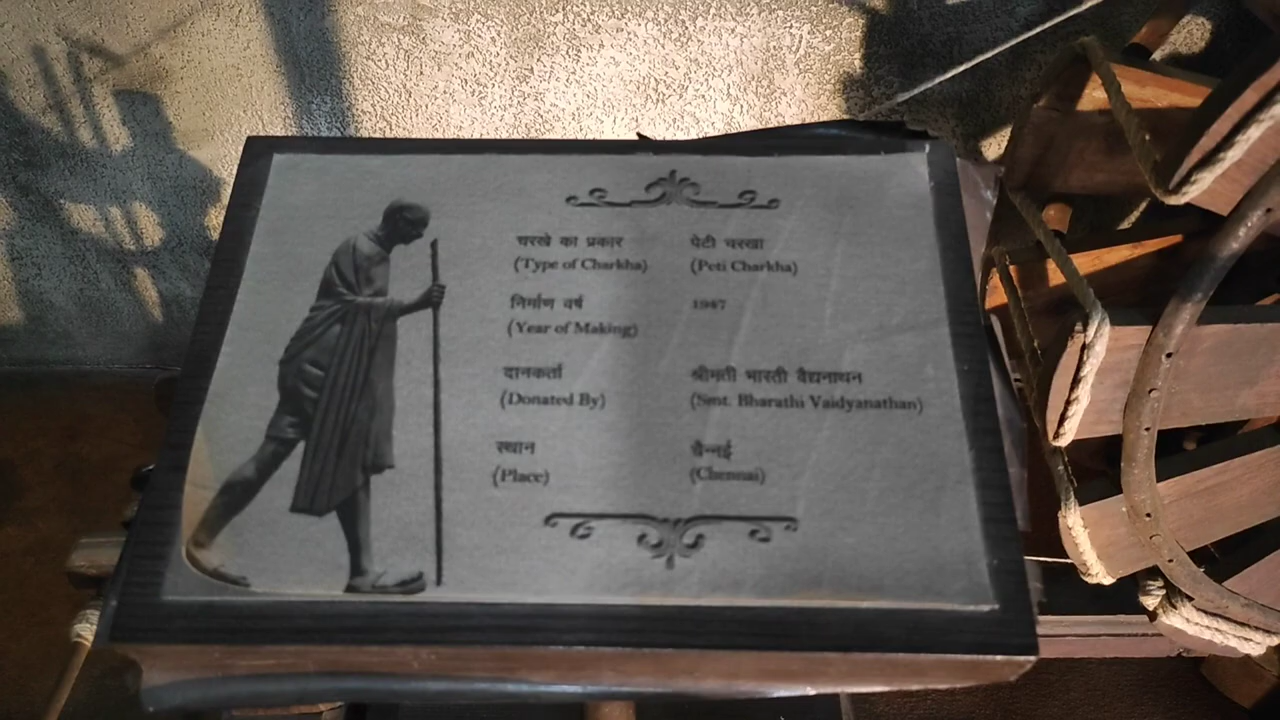 चरखे का प्रकार पेटी चरखा
(Type of Charkha) (Peti Charkha)
निर्माण वर्ष 1947
(Year of Making)
दानकर्ता श्रीमती भारती वैद्यनाथन
(Donated By) (Smt. Bharathi Vaidyanathan)
स्थान चैन्नई
(Place) (Chennai)